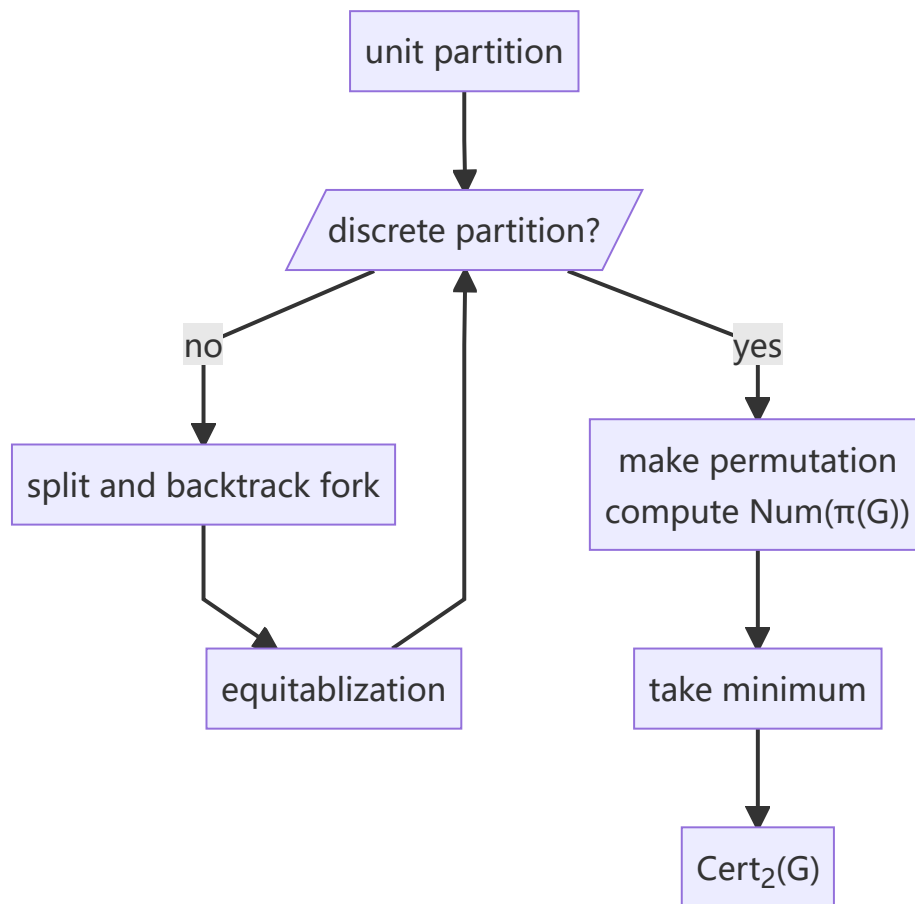 unit partition
discrete partition?
no
yes
split and backtrack fork
make permutation
compute Num(π(G))
equitablization
take minimum
Cert₂(G)